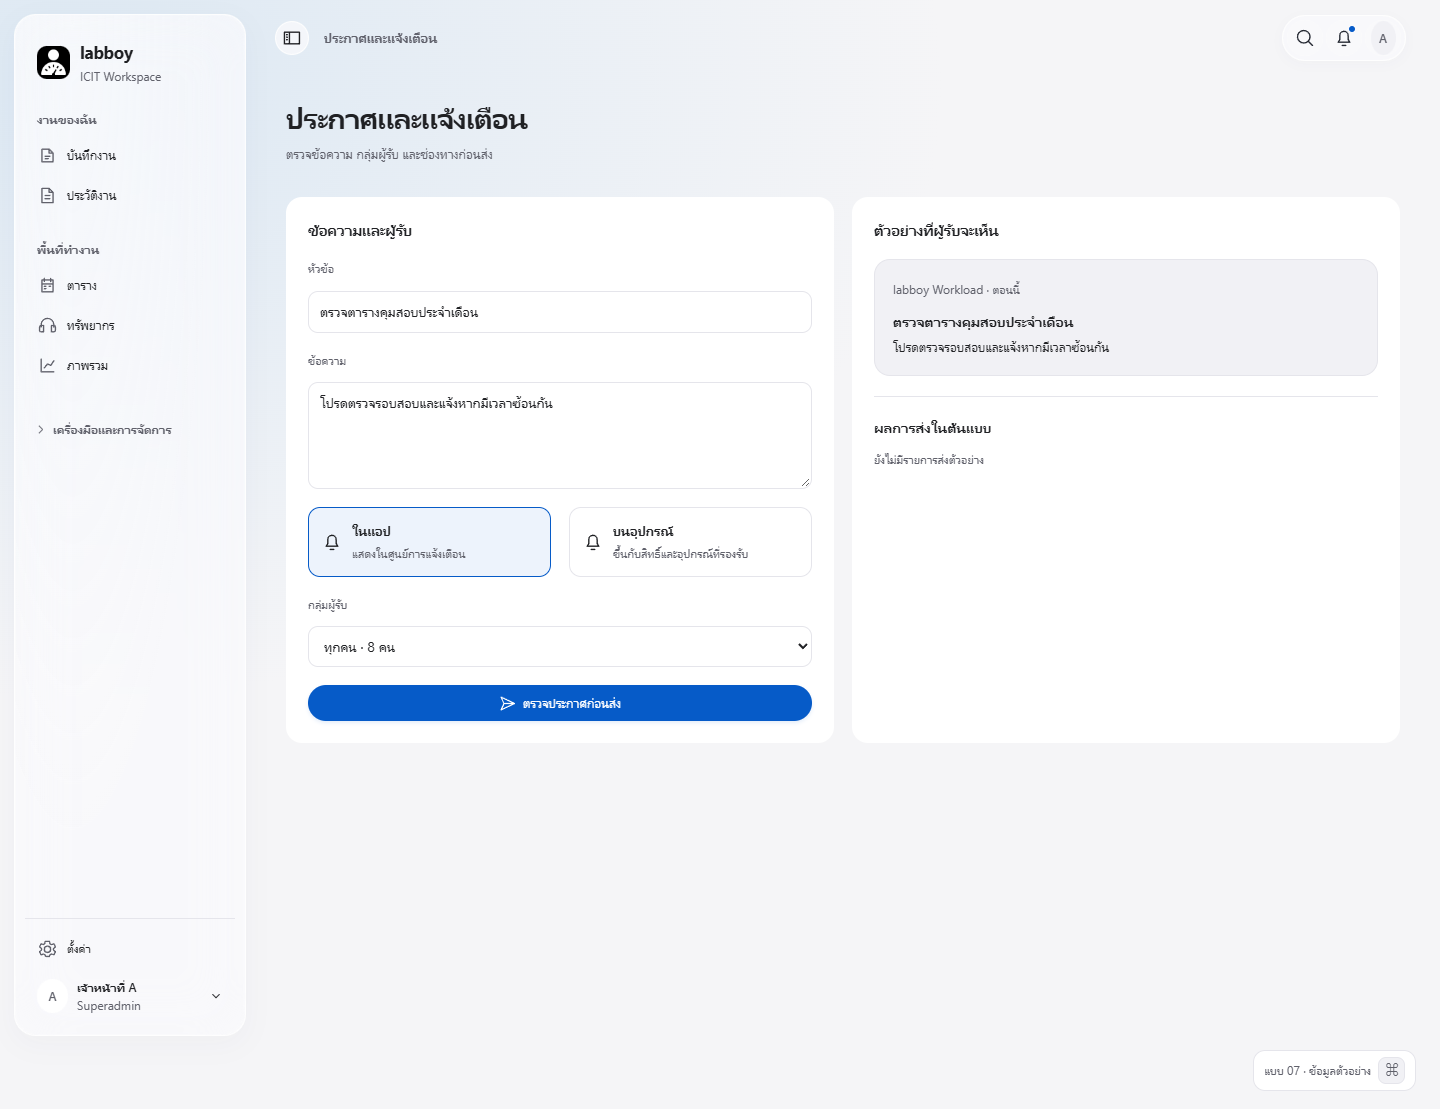 labboy
ICIT Workspace
งานของฉัน
บันทึกงาน
ประวัติงาน
พื้นที่ทำงาน
ตาราง
ทรัพยากร
ภาพรวม
เครื่องมือและการจัดการ
ตั้งค่า
A
เจ้าหน้าที่ A
Superadmin
ประกาศและแจ้งเตือน
A
ประกาศและแจ้งเตือน
ตรวจข้อความ กลุ่มผู้รับ และช่องทางก่อนส่ง
ข้อความและผู้รับ
หัวข้อ
ตรวจตารางคุมสอบประจำเดือน
ข้อความ
โปรดตรวจรอบสอบและแจ้งหากมีเวลาซ้อนกัน
ในแอป
แสดงในศูนย์การแจ้งเตือน
บนอุปกรณ์
ขึ้นกับสิทธิ์และอุปกรณ์ที่รองรับ
กลุ่มผู้รับ
ทุกคน · 8 คน
ตรวจประกาศก่อนส่ง
ตัวอย่างที่ผู้รับจะเห็น
labboy Workload · ตอนนี้
ตรวจตารางคุมสอบประจำเดือน
โปรดตรวจรอบสอบและแจ้งหากมีเวลาซ้อนกัน
ผลการส่งในต้นแบบ
ยังไม่มีรายการส่งตัวอย่าง
แบบ 07 · ข้อมูลตัวอย่าง ⌘